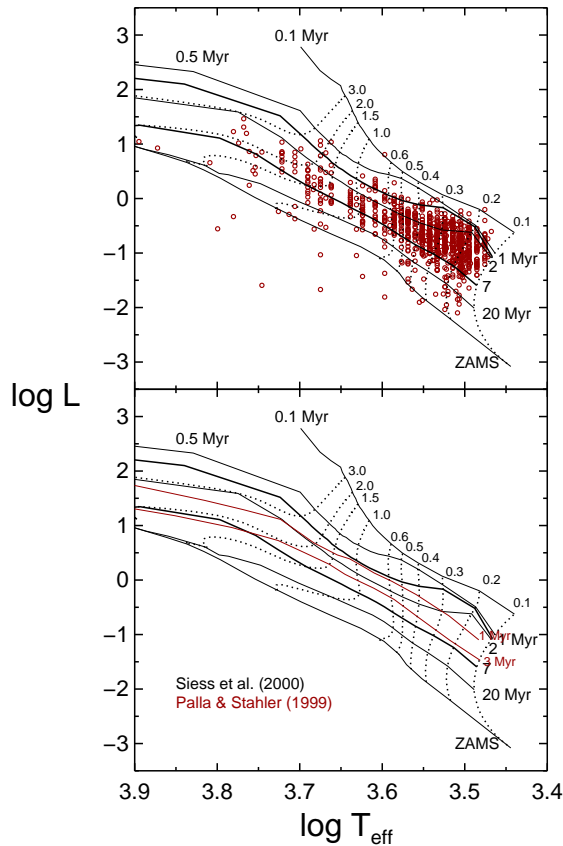 0.1 Myr
0.5 Myr
3.0
2.0
1.5
1.0
0.6
0.5
0.4
0.3
0.2
0.1
1 Myr
2
7
20 Myr
ZAMS
3
2
1
0
−1
−2
−3
log L
0.1 Myr
0.5 Myr
3.0
2.0
1.5
1.0
0.6
0.5
0.4
0.3
0.2
0.1
1 Myr
1 Myr
2
3 Myr
7
20 Myr
ZAMS
Siess et al. (2000)
Palla & Stahler (1999)
3
2
1
0
−1
−2
−3
3.9 3.8 3.7 3.6 3.5 3.4
log Teff